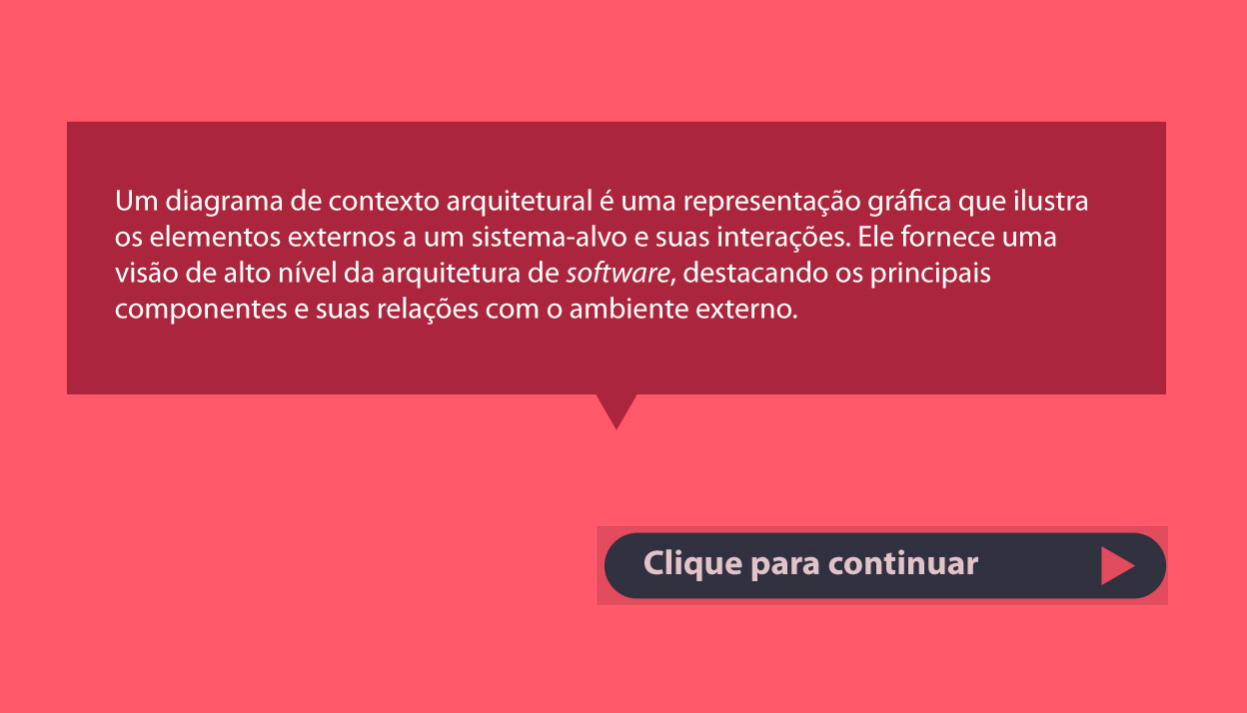 Um diagrama de contexto arquitetural é uma representação gráfica que ilustra
os elementos externos a um sistema-alvo e suas interações. Ele fornece uma
visão de alto nível da arquitetura de software, destacando os principais
componentes e suas relações com o ambiente externo.
Clique para continuar